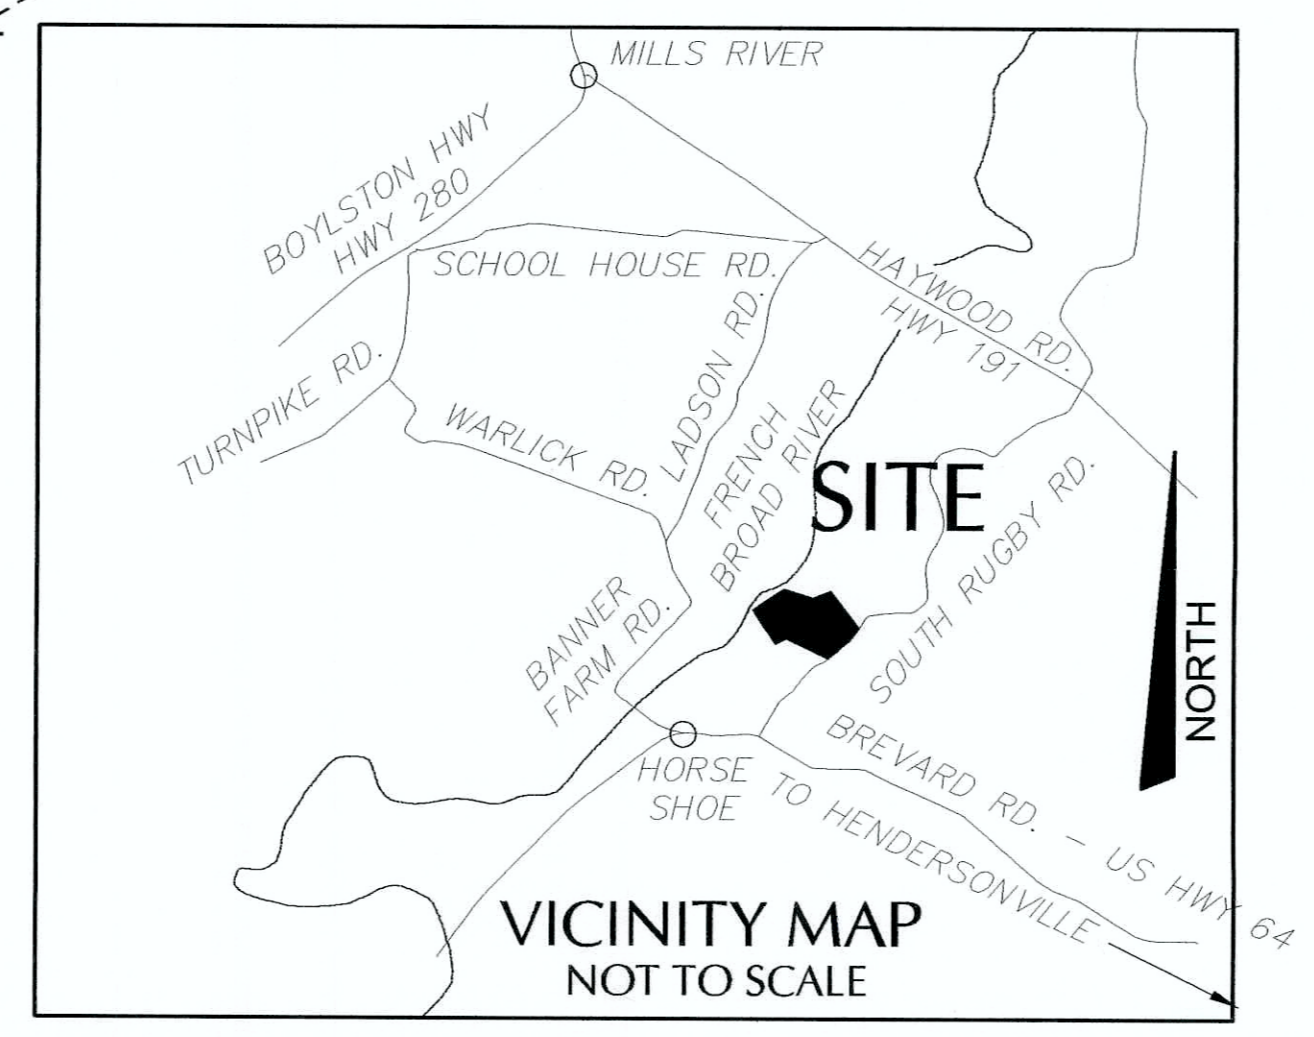 MILLS RIVER
BOYLSTON HWY
HWY 280
SCHOOL HOUSE RD.
HAYWOOD RD.
HWY 191
TURNPIKE RD.
WARLICK RD.
LADSON RD.
FRENCH
BROAD RIVER
SITE
SOUTH RUGBY RD.
BANNER
FARM RD.
NORTH
HORSE
SHOE
BREVARD RD. - US HWY 64
TO HENDERSONVILLE
VICINITY MAP
NOT TO SCALE